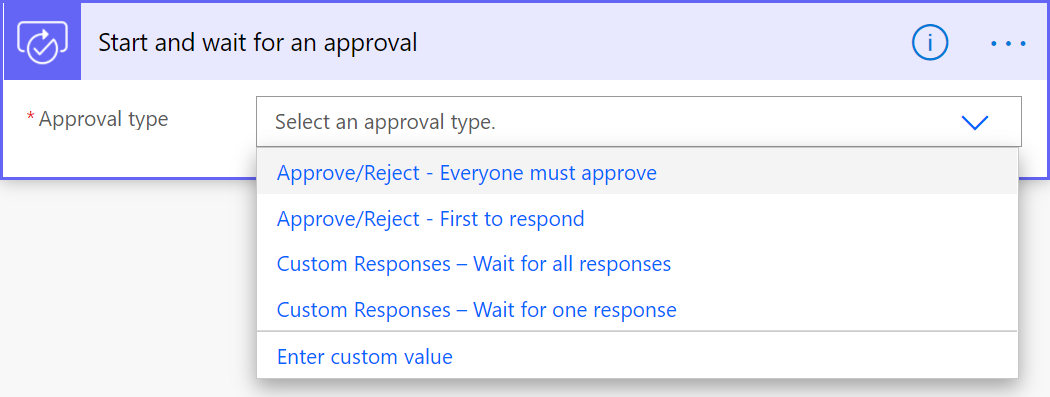 Start and wait for an approval
* Approval type
Select an approval type.
Approve/Reject - Everyone must approve
Approve/Reject - First to respond
Custom Responses – Wait for all responses
Custom Responses – Wait for one response
Enter custom value